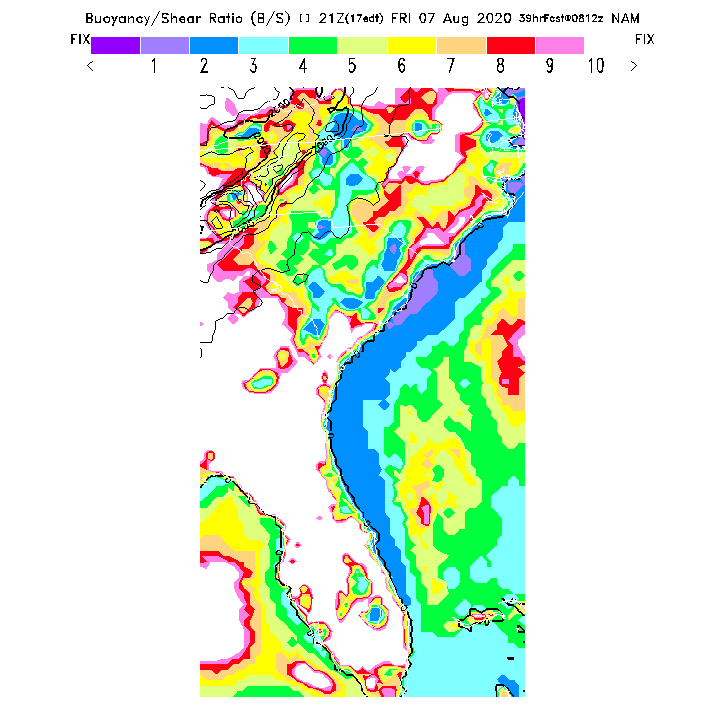 Buoyancy/Shear Ratio (B/S) [] 21Z(17edt) FRI 07 Aug 2020 39hrFcst@0812z NAM
FIX FIX
< 1 2 3 4 5 6 7 8 9 10 >